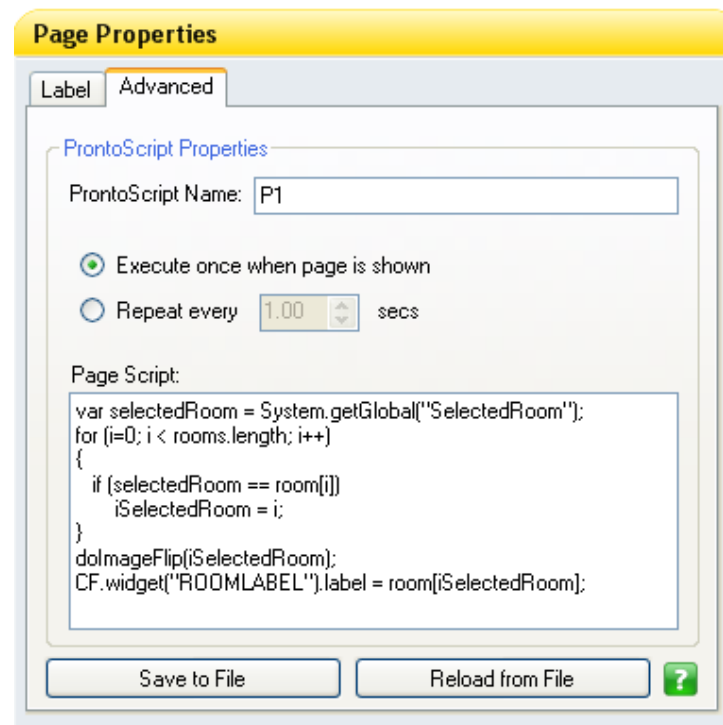 Page Properties
Label Advanced
ProntoScript Properties
ProntoScript Name: P1
Execute once when page is shown
Repeat every 1.00 secs
Page Script:
var selectedRoom = System.getGlobal("SelectedRoom");
for (i=0; i < rooms.length; i++)
{
if (selectedRoom == room[i])
iSelectedRoom = i;
}
doImageFlip(iSelectedRoom);
CF.widget("ROOMLABEL").label = room[iSelectedRoom];
Save to File Reload from File ?